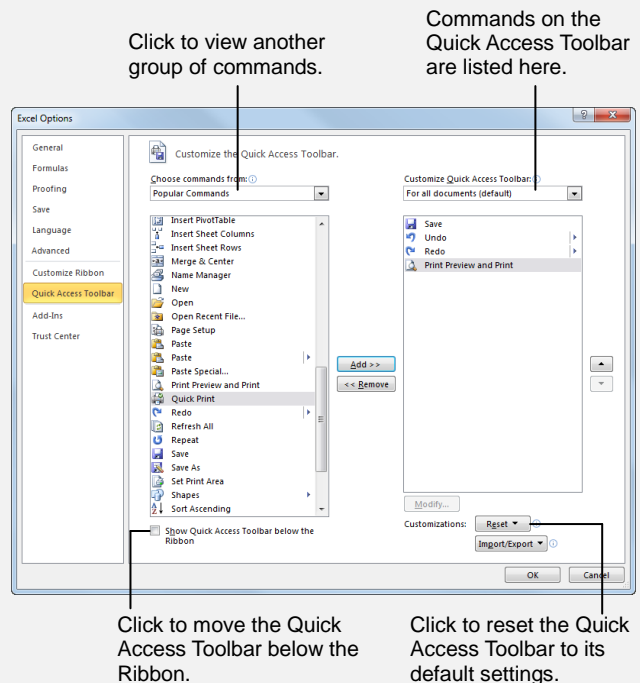 Click to view another
group of commands.
Commands on the
Quick Access Toolbar
are listed here.
Excel Options
General
Formulas
Proofing
Save
Language
Advanced
Customize Ribbon
Quick Access Toolbar
Add-Ins
Trust Center
Customize the Quick Access Toolbar.
Choose commands from:
Popular Commands
Insert PivotTable
Insert Sheet Columns
Insert Sheet Rows
Merge & Center
Name Manager
New
Open
Open Recent File...
Page Setup
Paste
Paste
Paste Special...
Print Preview and Print
Quick Print
Redo
Refresh All
Repeat
Save
Save As
Set Print Area
Shapes
Sort Ascending
Show Quick Access Toolbar below the
Ribbon
Add >>
<< Remove
Customize Quick Access Toolbar:
For all documents (default)
Save
Undo
Redo
Print Preview and Print
Modify...
Customizations:
Reset
Import/Export
OK
Cancel
Click to move the Quick
Access Toolbar below the
Ribbon.
Click to reset the Quick
Access Toolbar to its
default settings.